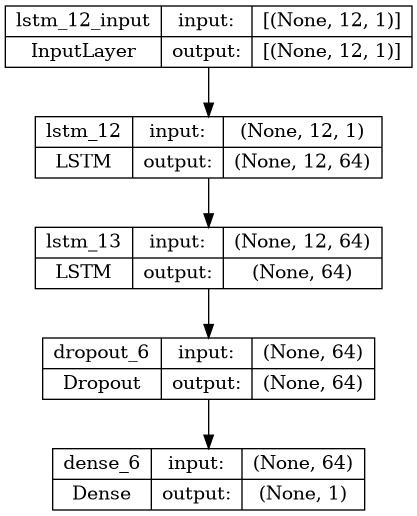 lstm_12_input input: [(None, 12, 1)]
InputLayer output: [(None, 12, 1)]
lstm_12 input: (None, 12, 1)
LSTM output: (None, 12, 64)
lstm_13 input: (None, 12, 64)
LSTM output: (None, 64)
dropout_6 input: (None, 64)
Dropout output: (None, 64)
dense_6 input: (None, 64)
Dense output: (None, 1)